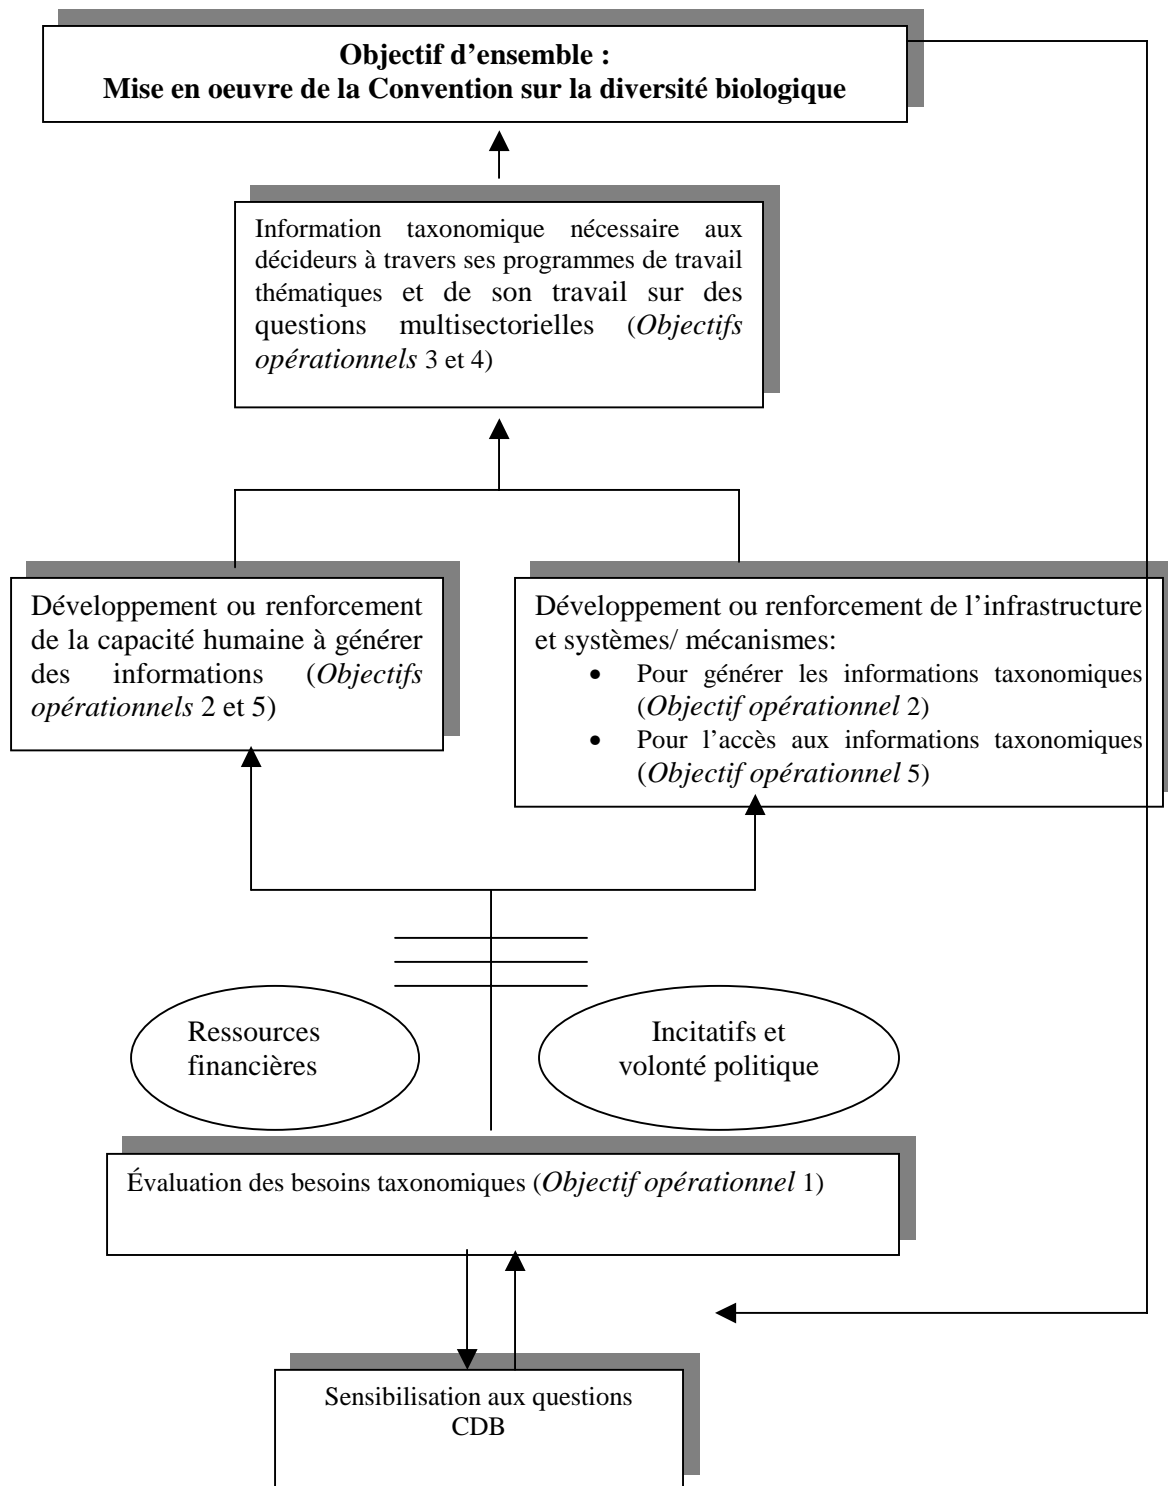 Objectif d’ensemble :
Mise en oeuvre de la Convention sur la diversité biologique
Information taxonomique nécessaire aux
décideurs à travers ses programmes de travail
thématiques et de son travail sur des
questions multisectorielles (Objectifs
opérationnels 3 et 4)
Développement ou renforcement
de la capacité humaine à générer
des informations (Objectifs
opérationnels 2 et 5)
Développement ou renforcement de l’infrastructure
et systèmes/ mécanismes:
• Pour générer les informations taxonomiques
(Objectif opérationnel 2)
• Pour l’accès aux informations taxonomiques
(Objectif opérationnel 5)
Ressources
financières
Incitatifs et
volonté politique
Évaluation des besoins taxonomiques (Objectif opérationnel 1)
Sensibilisation aux questions
CDB